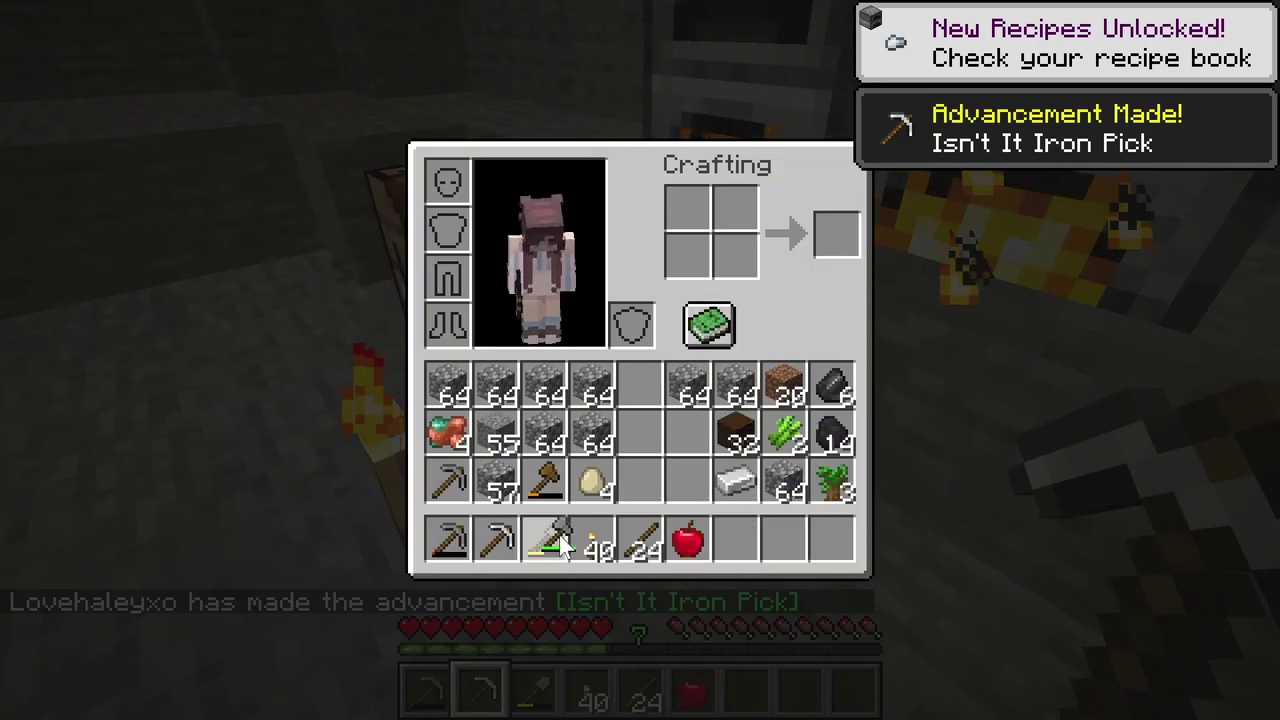 New Recipes Unlocked!
Check your recipe book
Advancement Made!
Isn't It Iron Pick
Crafting
64 64 64 64 64 64 20 6
4 55 64 64 32 2 14
57 4 64 3
40 24
Lovehaleyxo has made the advancement [Isn't It Iron Pick]
7
40 24